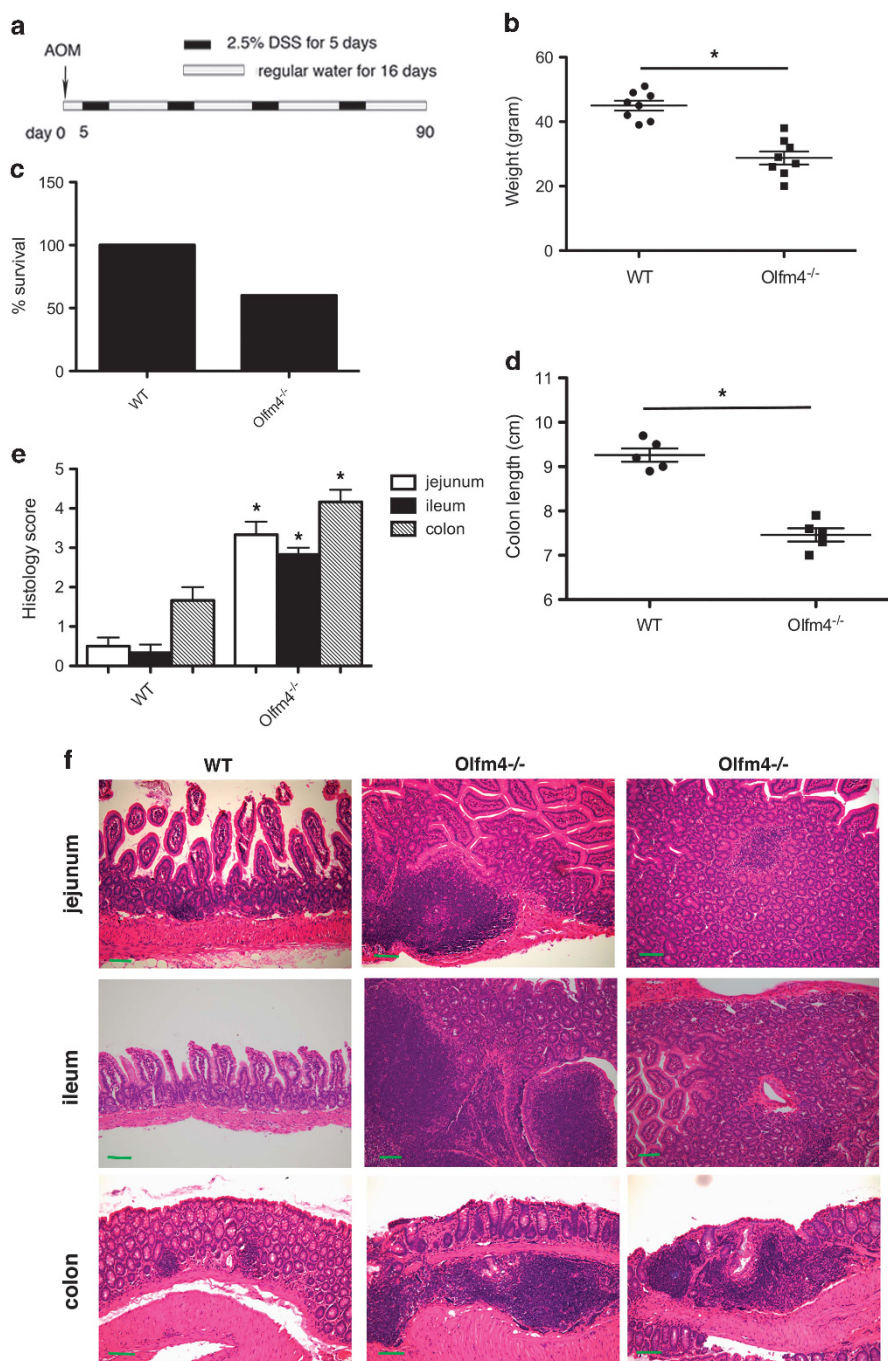 a
2.5% DSS for 5 days
AOM
regular water for 16 days
day 0 5 90
b
*
60
40
20
0
Weight (gram)
WT Olfm4-/-
c
150
100
50
0
% survival
WT
Olfm4-/-
d
*
11
10
9
8
7
6
Colon length (cm)
WT Olfm4-/-
e
5
4
3
2
1
0
Histology score
jejunum
ileum
colon
* * *
WT
Olfm4-/-
f
WT Olfm4-/- Olfm4-/-
jejunum
ileum
colon